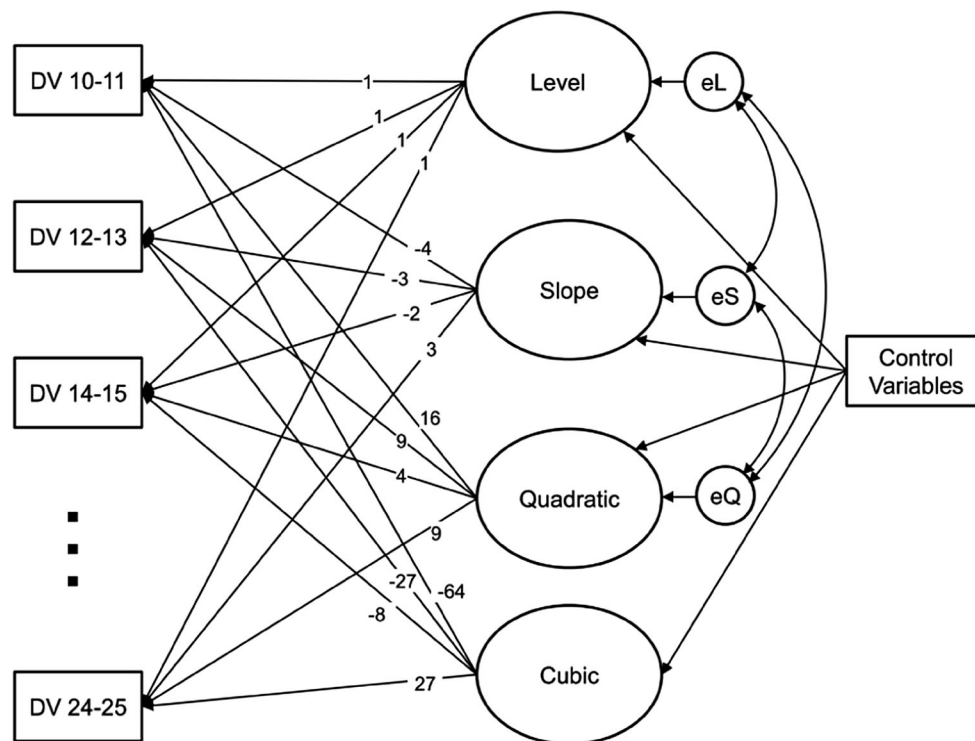 DV 10-11
DV 12-13
DV 14-15
DV 24-25
1
1
1
1
-4
-3
-2
3
16
9
4
9
-27
-64
-8
27
Level
Slope
Quadratic
Cubic
eL
eS
eQ
Control
Variables